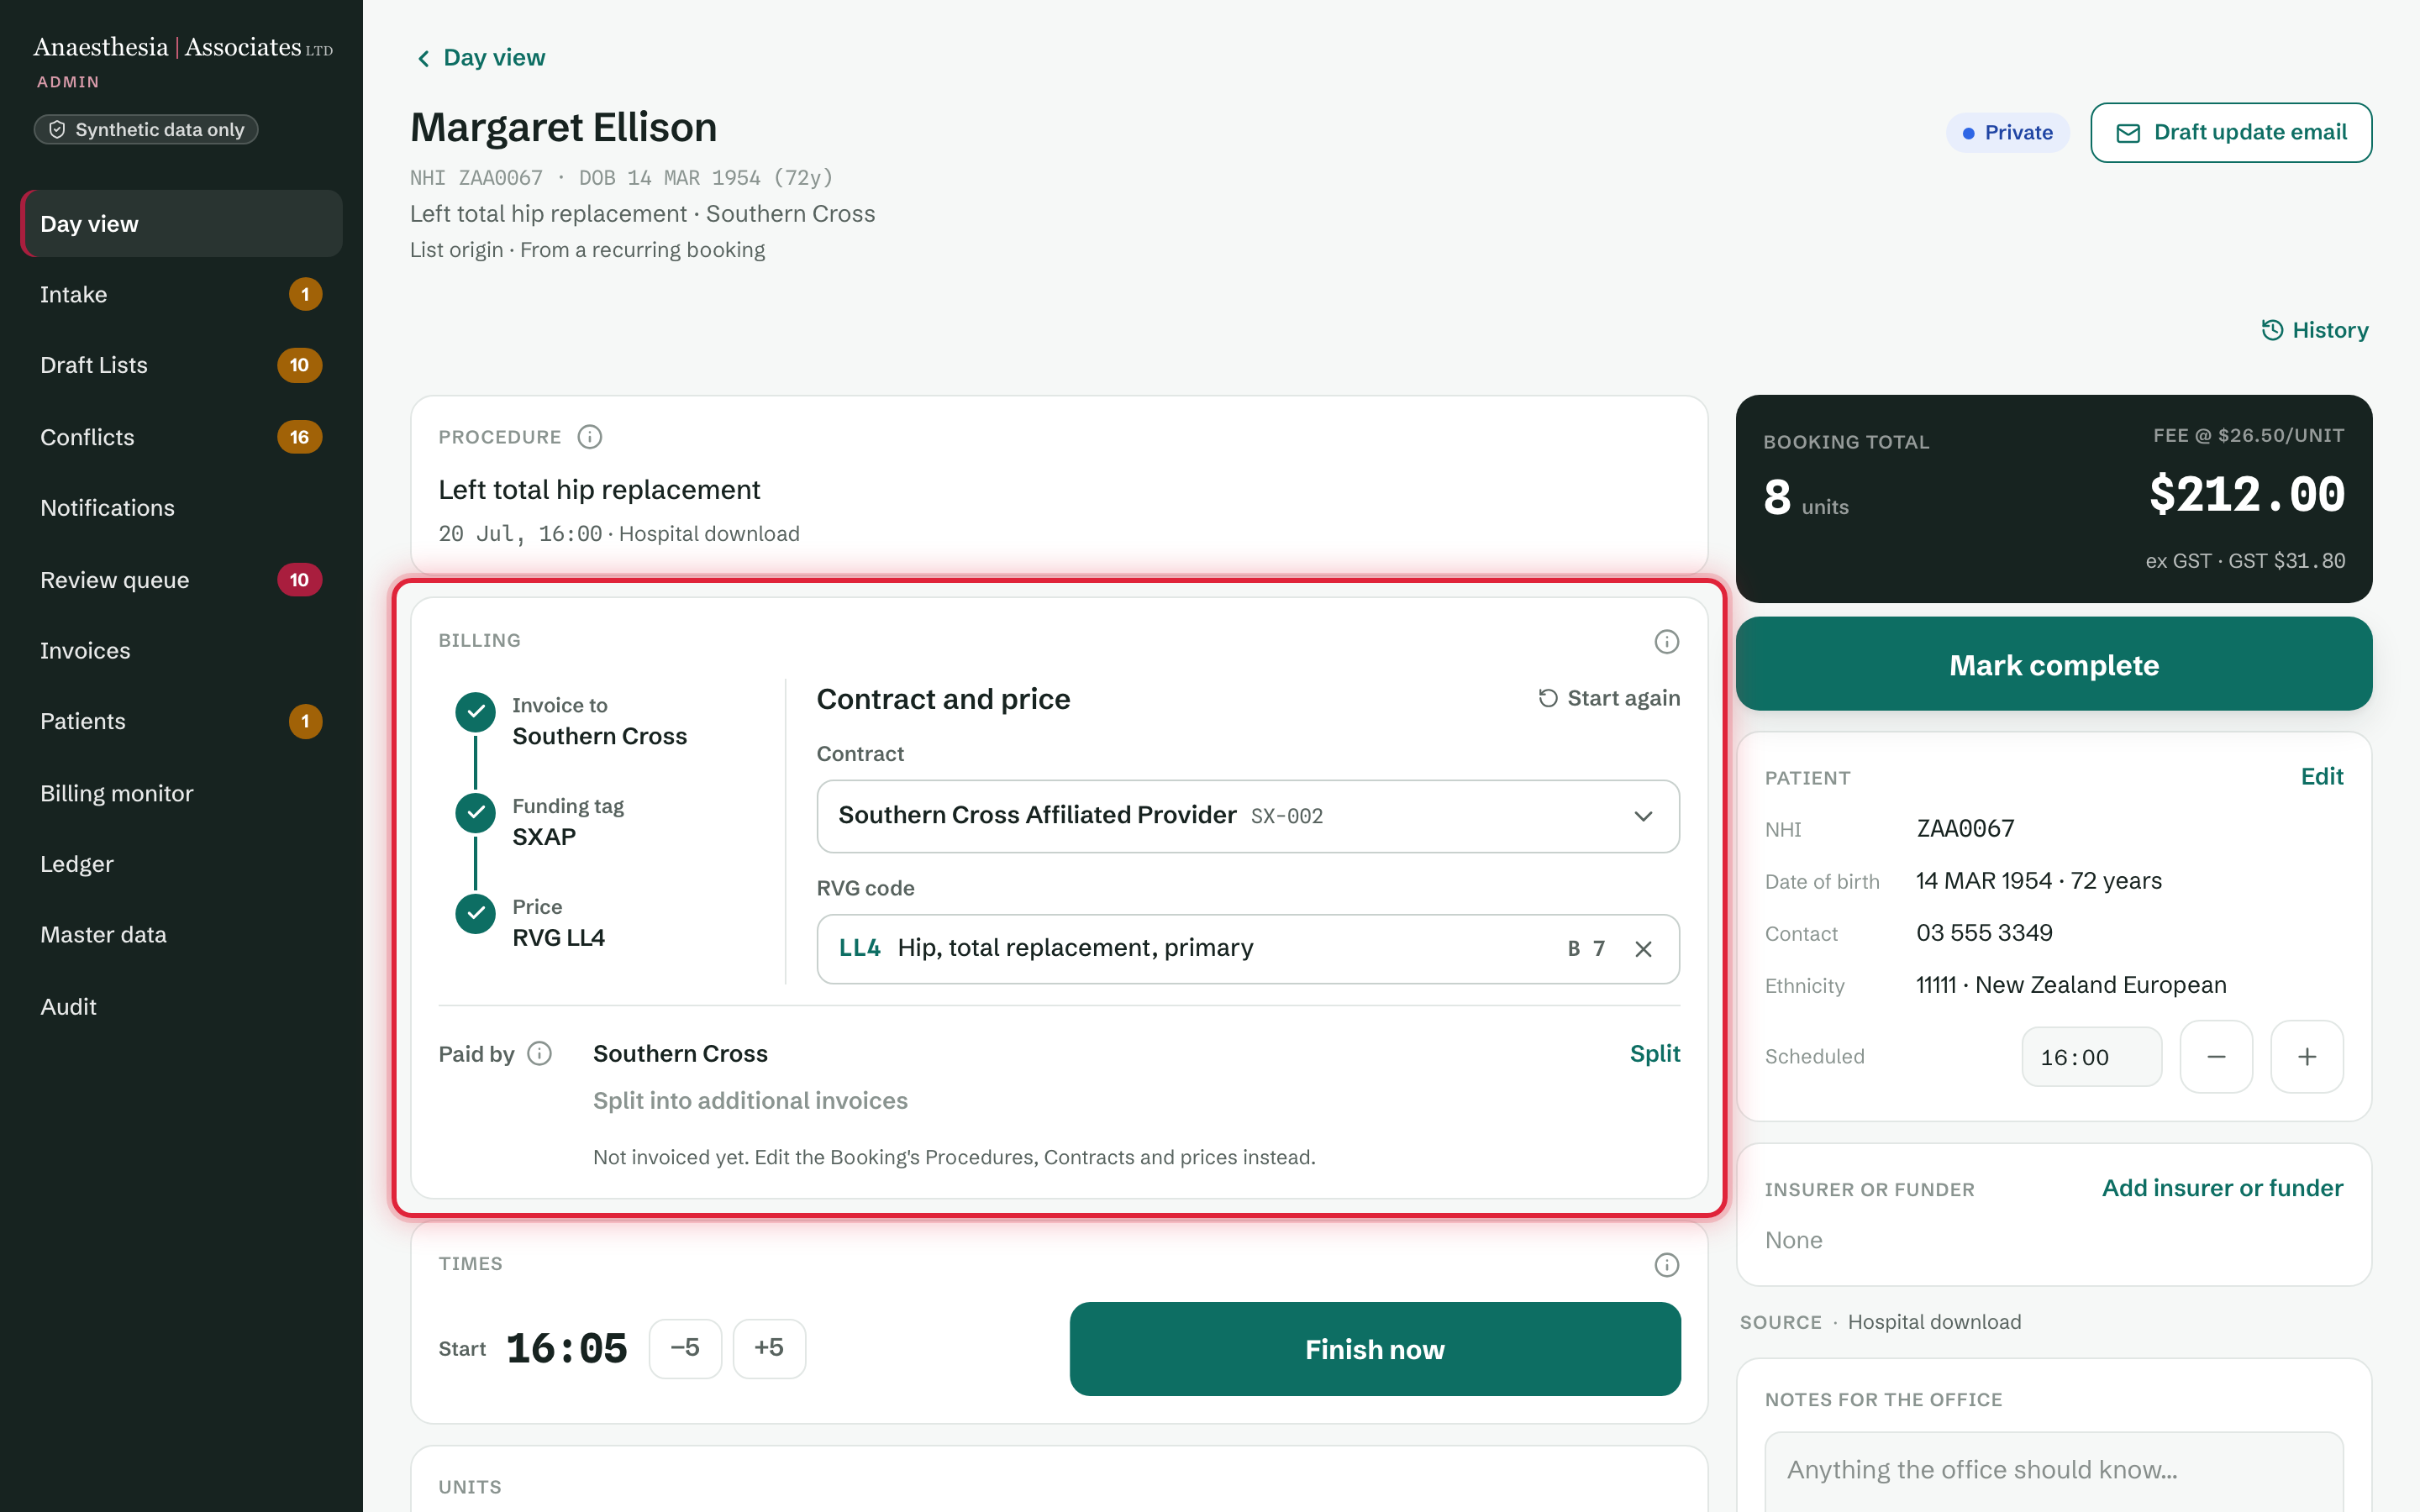 Anaesthesia | Associates LTD
ADMIN
Synthetic data only
Day view
Intake 1
Draft Lists 10
Conflicts 16
Notifications
Review queue 10
Invoices
Patients 1
Billing monitor
Ledger
Master data
Audit
Day view
Margaret Ellison
NHI ZAA0067 · DOB 14 MAR 1954 (72y)
Left total hip replacement · Southern Cross
List origin · From a recurring booking
Private
Draft update email
History
PROCEDURE
Left total hip replacement
20 Jul, 16:00 · Hospital download
BILLING
Invoice to
Southern Cross
Funding tag
SXAP
Price
RVG LL4
Contract and price
Start again
Contract
Southern Cross Affiliated Provider SX-002
RVG code
LL4 Hip, total replacement, primary B 7
Paid by
Southern Cross
Split
Split into additional invoices
Not invoiced yet. Edit the Booking's Procedures, Contracts and prices instead.
TIMES
Start 16:05 −5 +5
Finish now
UNITS
BOOKING TOTAL
FEE @ $26.50/UNIT
8 units
$212.00
ex GST · GST $31.80
Mark complete
PATIENT
Edit
NHI ZAA0067
Date of birth 14 MAR 1954 · 72 years
Contact 03 555 3349
Ethnicity 11111 · New Zealand European
Scheduled 16:00 − +
INSURER OR FUNDER
Add insurer or funder
None
SOURCE · Hospital download
NOTES FOR THE OFFICE
Anything the office should know...